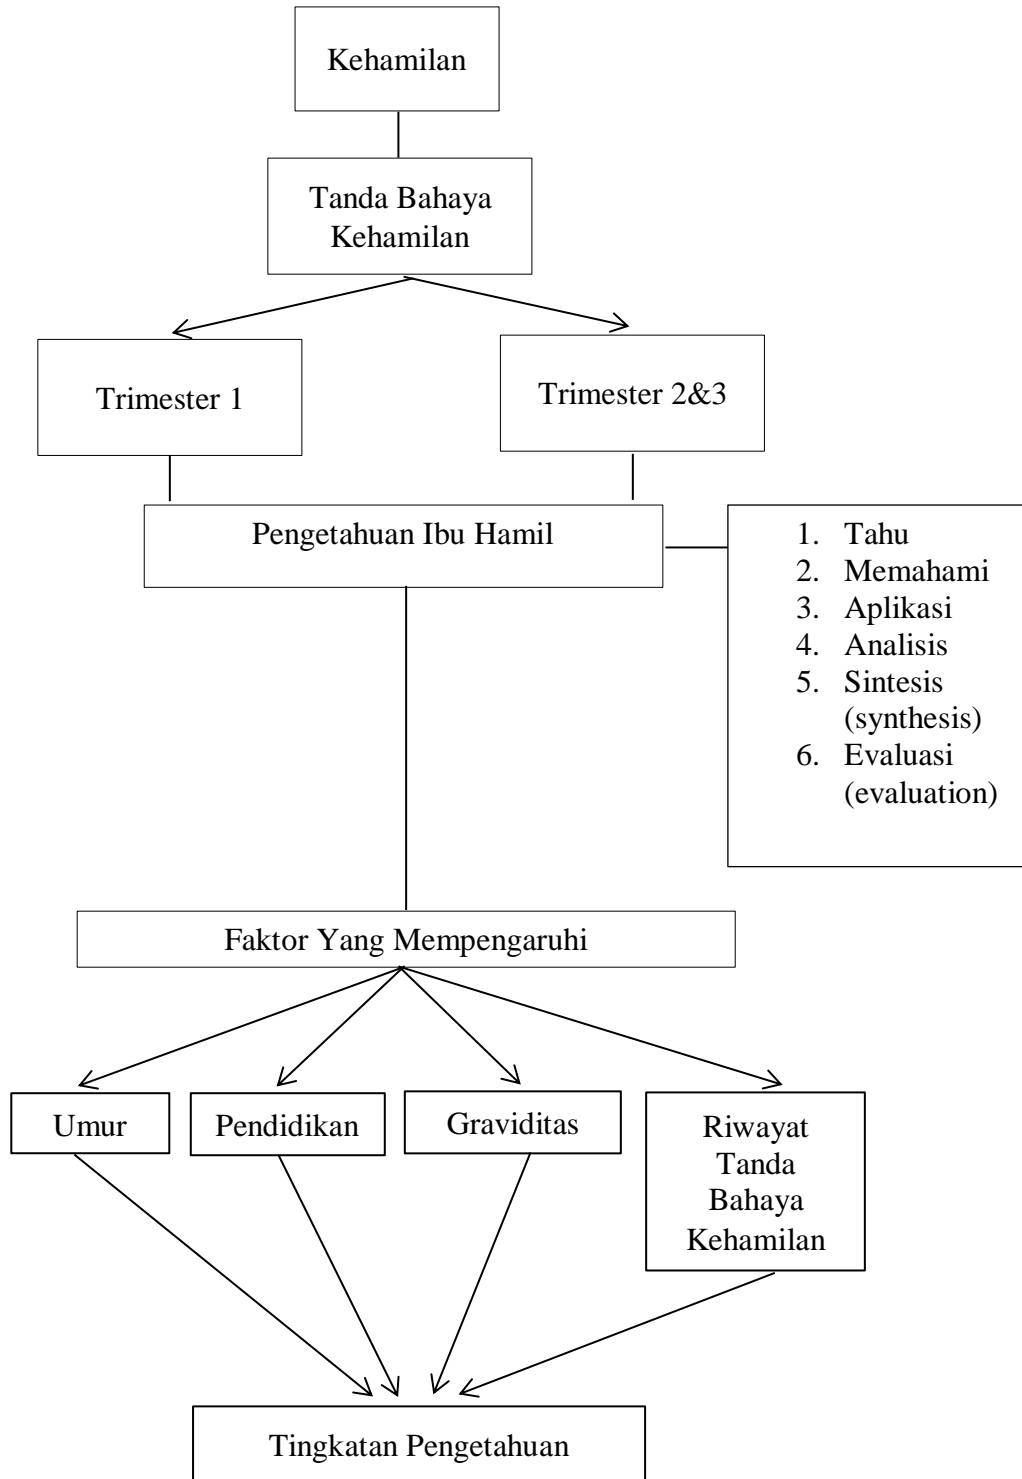 Kehamilan
Tanda Bahaya
Kehamilan
Trimester 1
Trimester 2&3
Pengetahuan Ibu Hamil
1. Tahu
2. Memahami
3. Aplikasi
4. Analisis
5. Sintesis
(synthesis)
6. Evaluasi
(evaluation)
Faktor Yang Mempengaruhi
Umur
Pendidikan
Graviditas
Riwayat
Tanda
Bahaya
Kehamilan
Tingkatan Pengetahuan